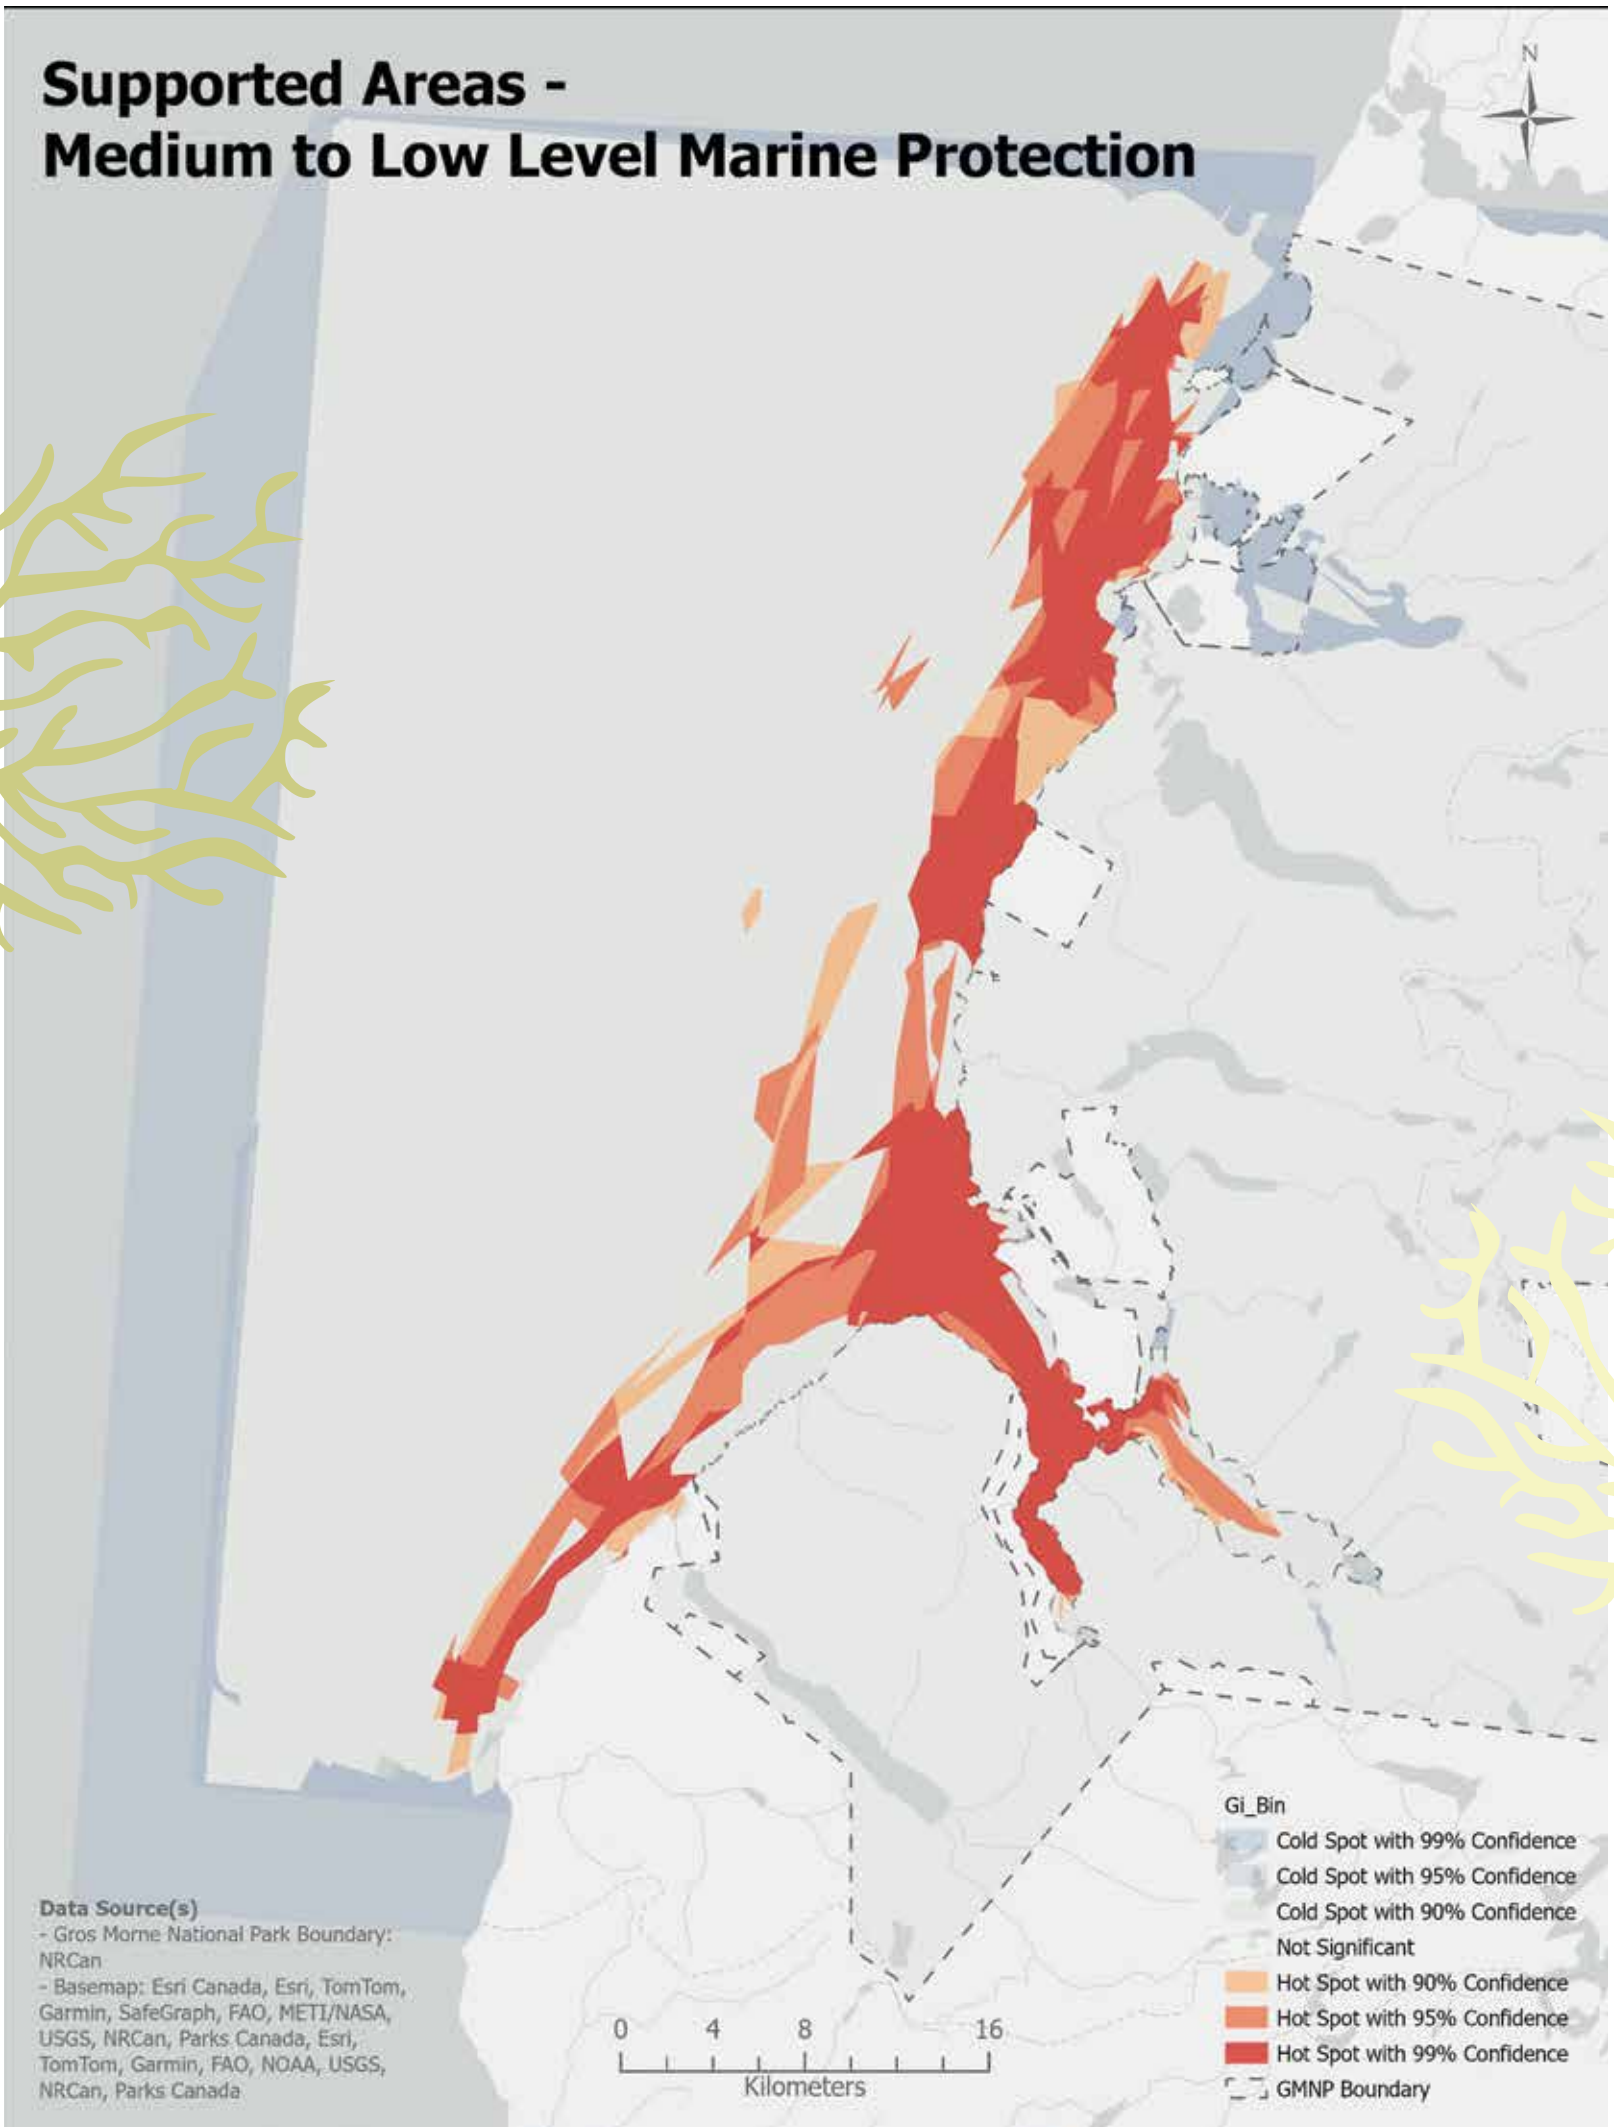 Supported Areas -
Medium to Low Level Marine Protection
N
Gi_Bin
Cold Spot with 99% Confidence
Cold Spot with 95% Confidence
Cold Spot with 90% Confidence
Not Significant
Hot Spot with 90% Confidence
Hot Spot with 95% Confidence
Hot Spot with 99% Confidence
GMNP Boundary
Data Source(s)
- Gros Morne National Park Boundary:
NRCan
- Basemap: Esri Canada, Esri, TomTom,
Garmin, SafeGraph, FAO, METI/NASA,
USGS, NRCan, Parks Canada, Esri,
TomTom, Garmin, FAO, NOAA, USGS,
NRCan, Parks Canada
0 4 8 16
Kilometers